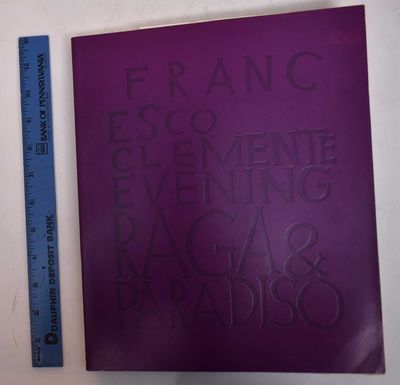 FRANC
ESCO
CLEMENTE
EVENING
RAGA &
PARADISO
BANK OF PENNSYLVANIA
DAUPHIN DEPOSIT BANK